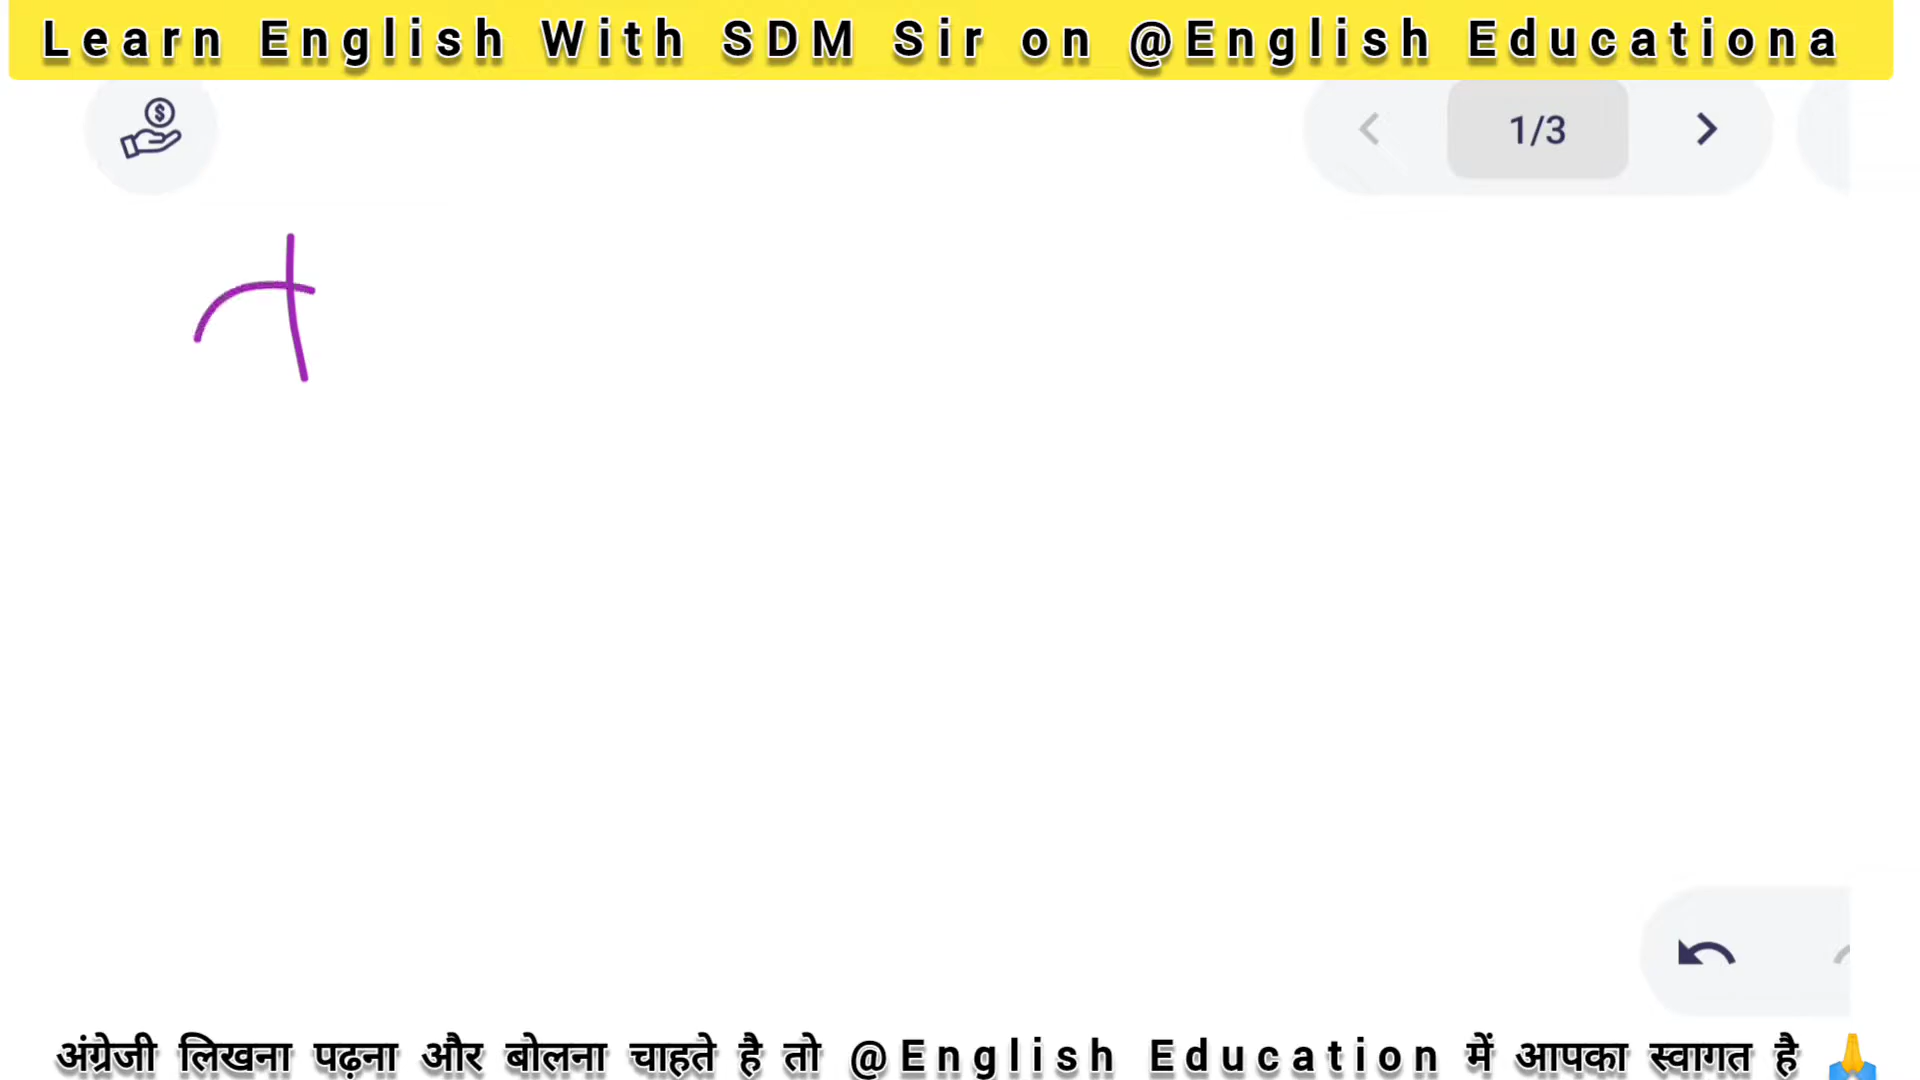 Learn English With SDM Sir on @English Educationa
1/3
अंग्रेजी लिखना पढ़ना और बोलना चाहते है तो @English Education में आपका स्वागत है 🙏